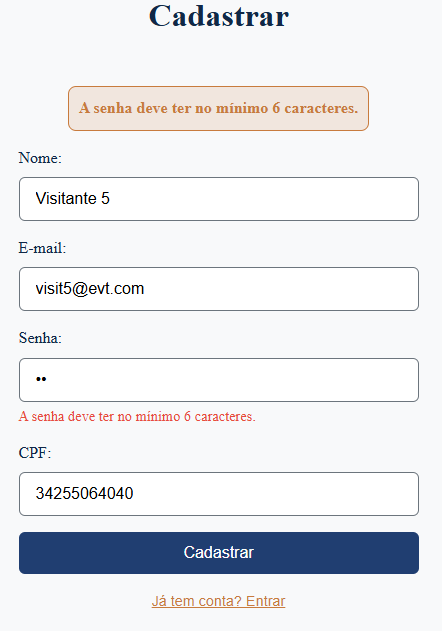 Cadastrar
A senha deve ter no mínimo 6 caracteres.
Nome:
Visitante 5
E-mail:
visit5@evt.com
Senha:
••
A senha deve ter no mínimo 6 caracteres.
CPF:
34255064040
Cadastrar
Já tem conta? Entrar